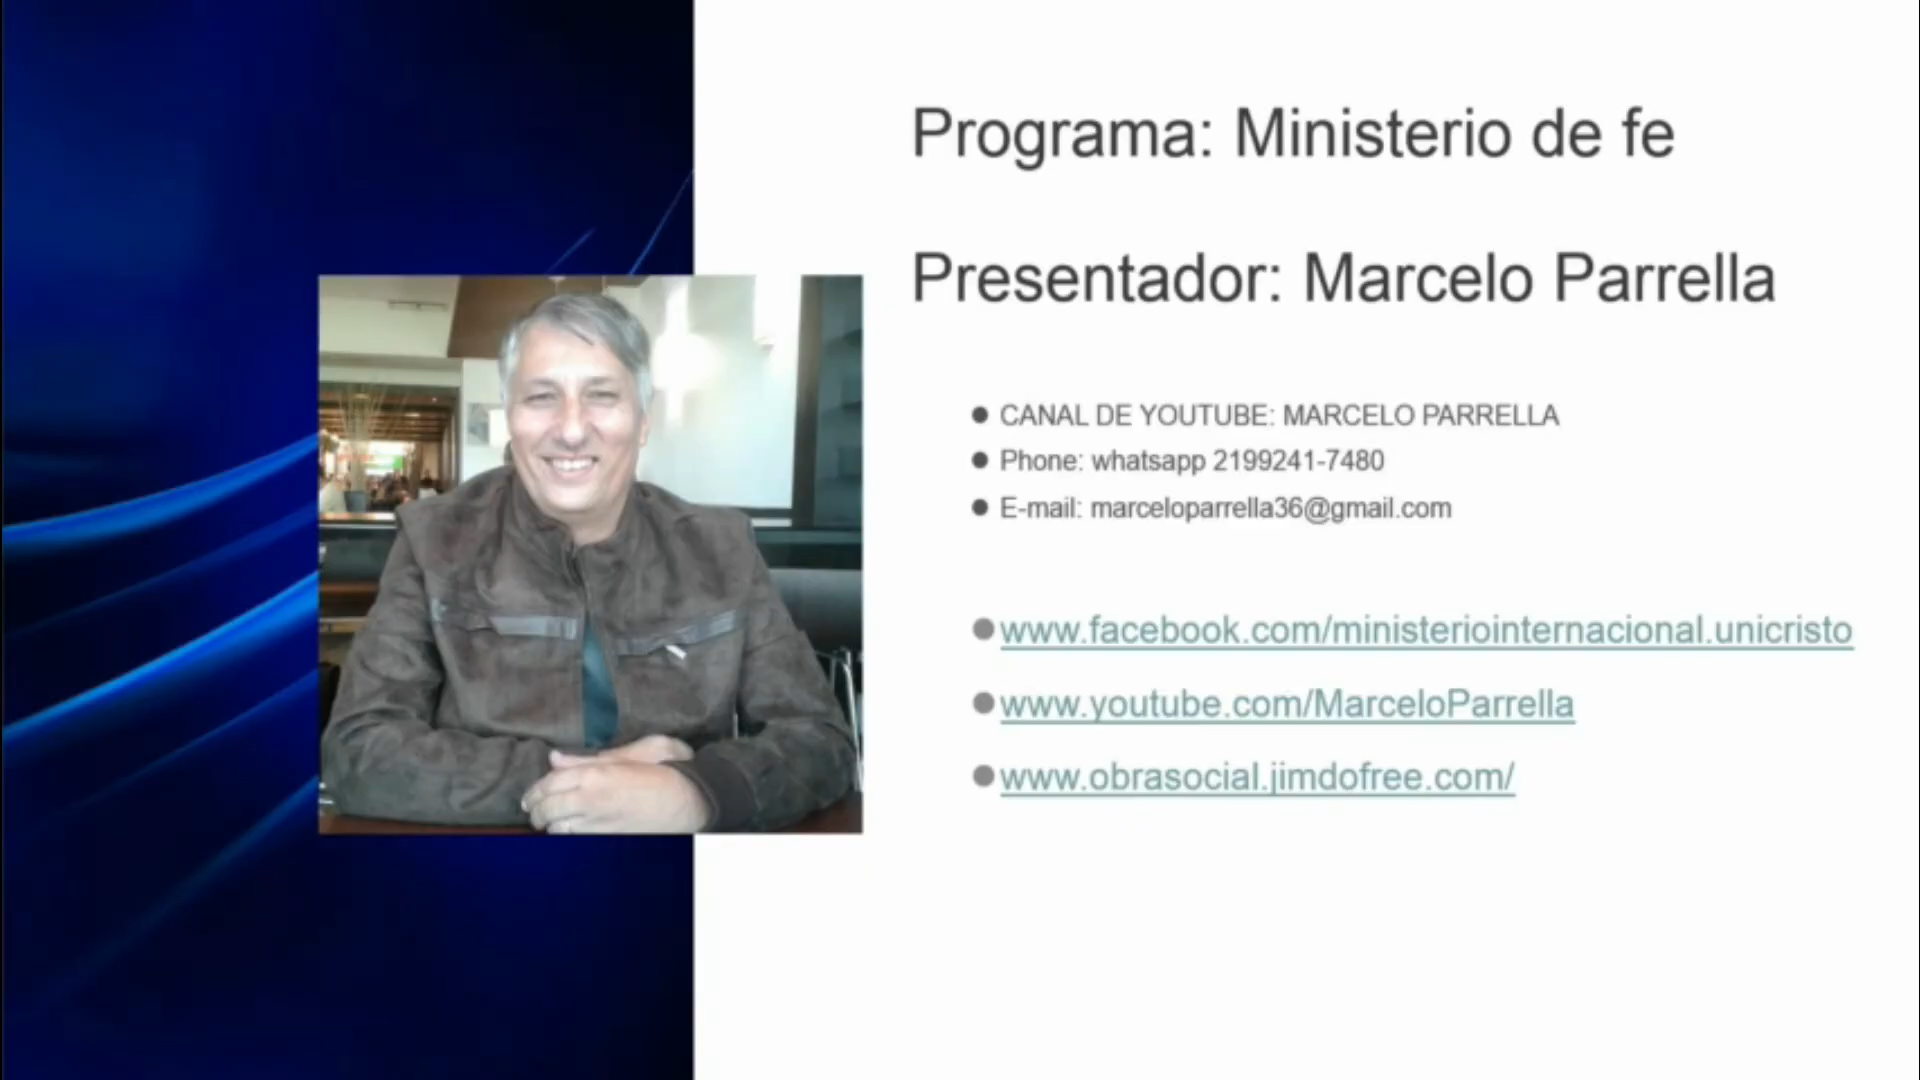 Programa: Ministerio de fe
Presentador: Marcelo Parrella
CANAL DE YOUTUBE: MARCELO PARRELLA
Phone: whatsapp 2199241-7480
E-mail: marceloparrella36@gmail.com
www.facebook.com/ministeriointernacional.unicristo
www.youtube.com/MarceloParrella
www.obrasocial.jimdofree.com/